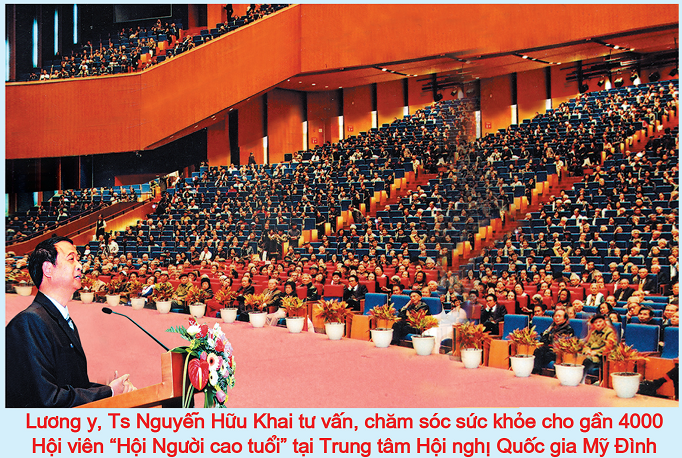 Lương y, Ts Nguyễn Hữu Khai tư vấn, chăm sóc sức khỏe cho gần 4000
Hội viên “Hội Người cao tuổi” tại Trung tâm Hội nghị Quốc gia Mỹ Đình